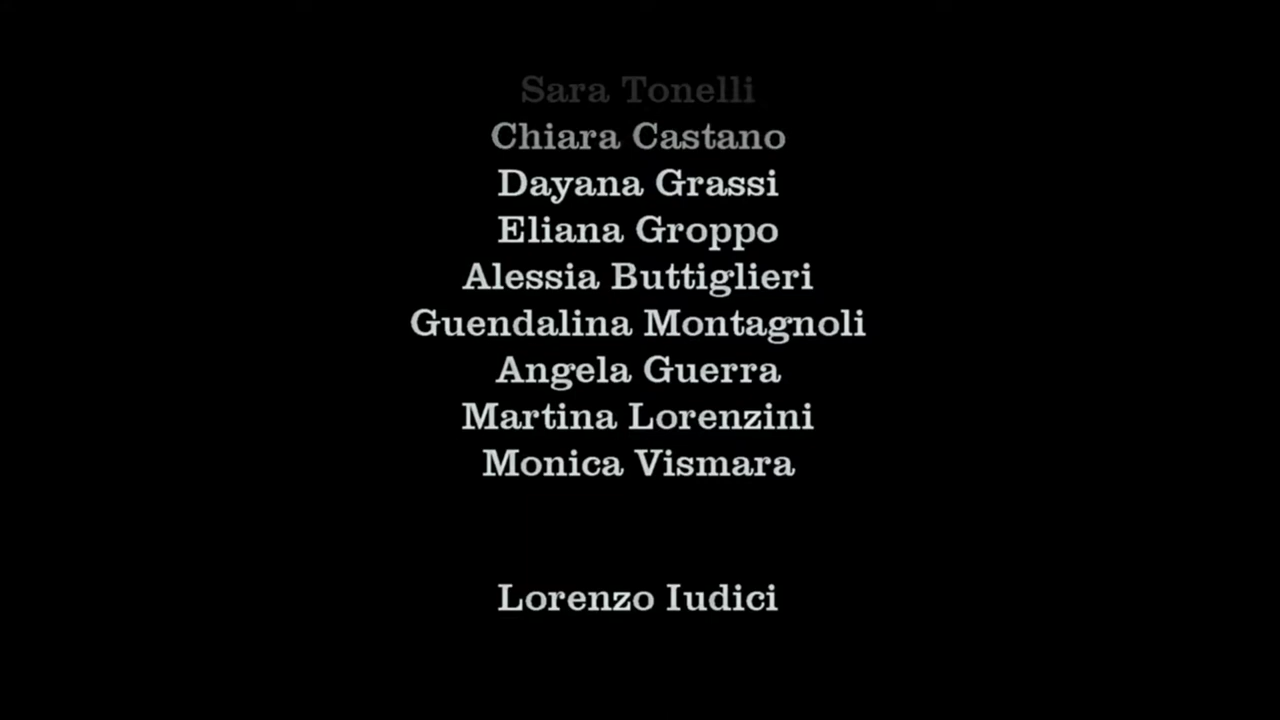 Sara Tonelli
Chiara Castano
Dayana Grassi
Eliana Groppo
Alessia Buttiglieri
Guendalina Montagnoli
Angela Guerra
Martina Lorenzini
Monica Vismara
Lorenzo Iudici